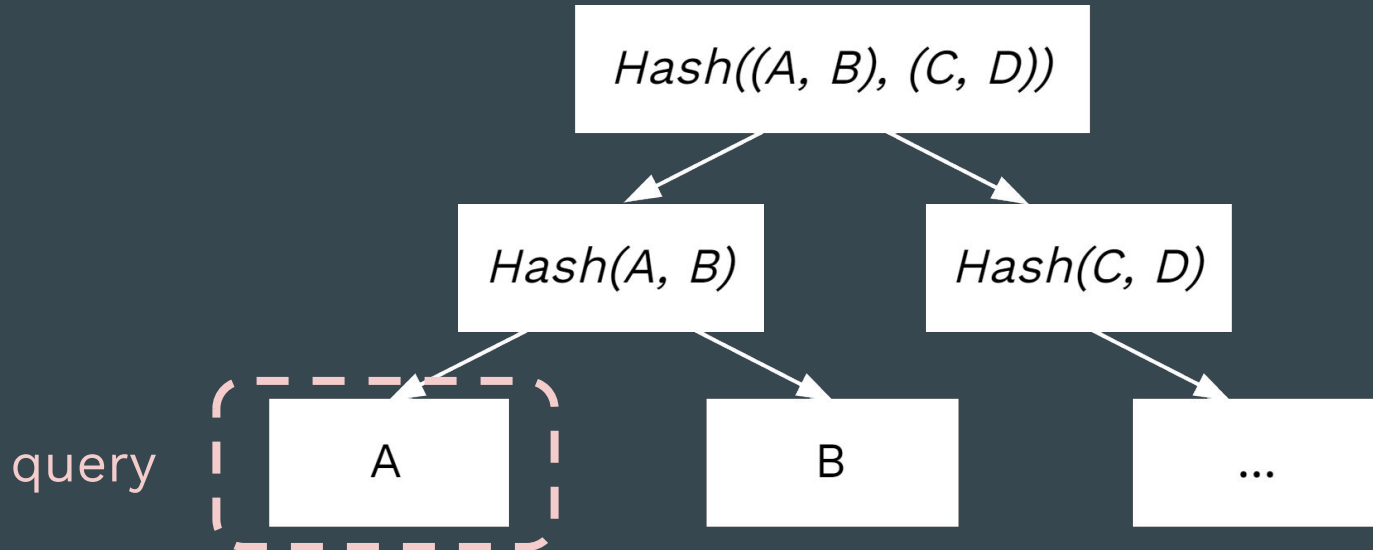 Hash((A, B), (C, D))
Hash(A, B)
Hash(C, D)
query
A
B
...